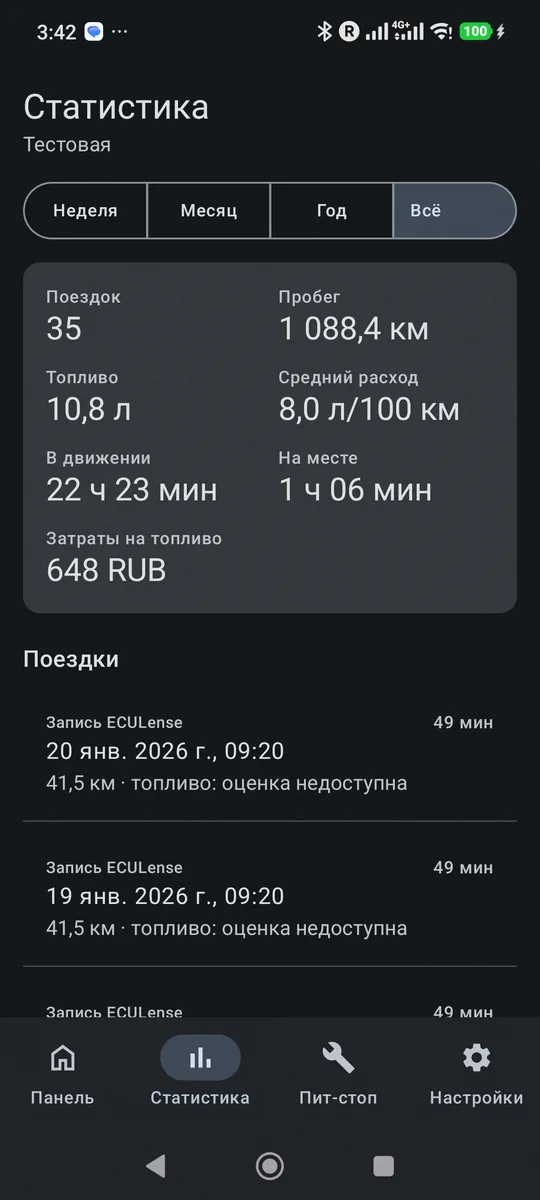 3:42 ... R 4G+ 100
Статистика
Тестовая
Неделя Месяц Год Всё
Поездок Пробег
35 1 088,4 км
Топливо Средний расход
10,8 л 8,0 л/100 км
В движении На месте
22 ч 23 мин 1 ч 06 мин
Затраты на топливо
648 RUB
Поездки
Запись ECULense 49 мин
20 янв. 2026 г., 09:20
41,5 км · топливо: оценка недоступна
Запись ECULense 49 мин
19 янв. 2026 г., 09:20
41,5 км · топливо: оценка недоступна
Запись ECULense 49 мин
Панель Статистика Пит-стоп Настройки